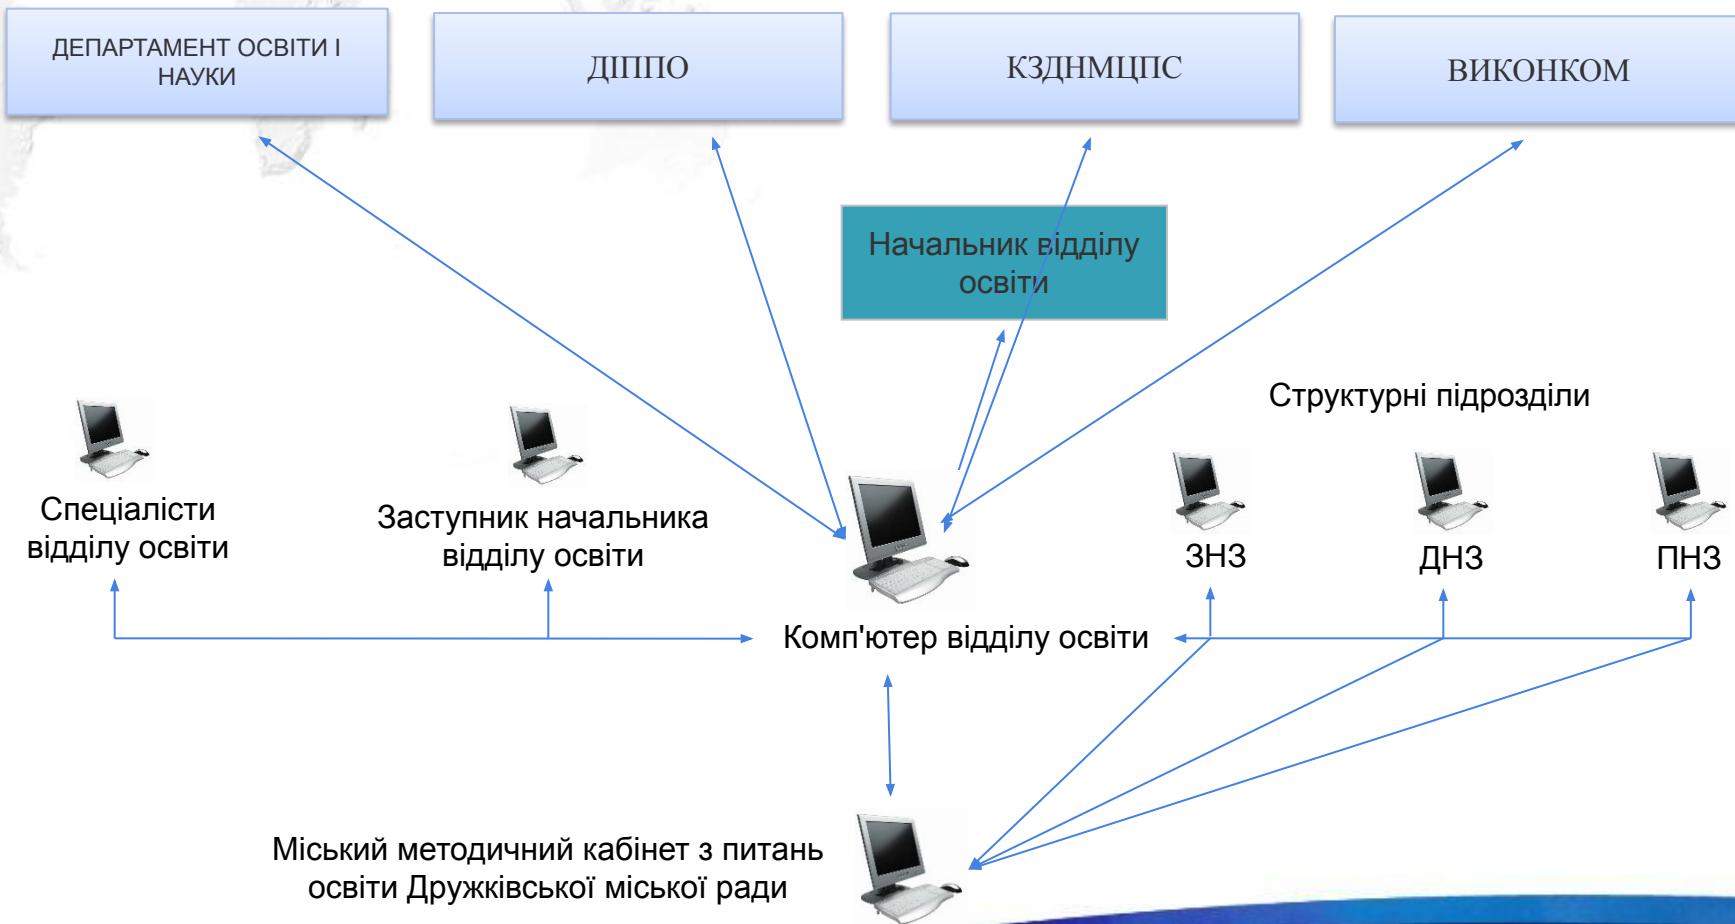 ДЕПАРТАМЕНТ ОСВІТИ І
НАУКИ
ДІППО
КЗДНМЦПС
ВИКОНКОМ
Начальник відділу
освіти
Структурні підрозділи
Спеціалісти
відділу освіти
Заступник начальника
відділу освіти
ЗНЗ
ДНЗ
ПНЗ
Комп'ютер відділу освіти
Міський методичний кабінет з питань
освіти Дружківської міської ради